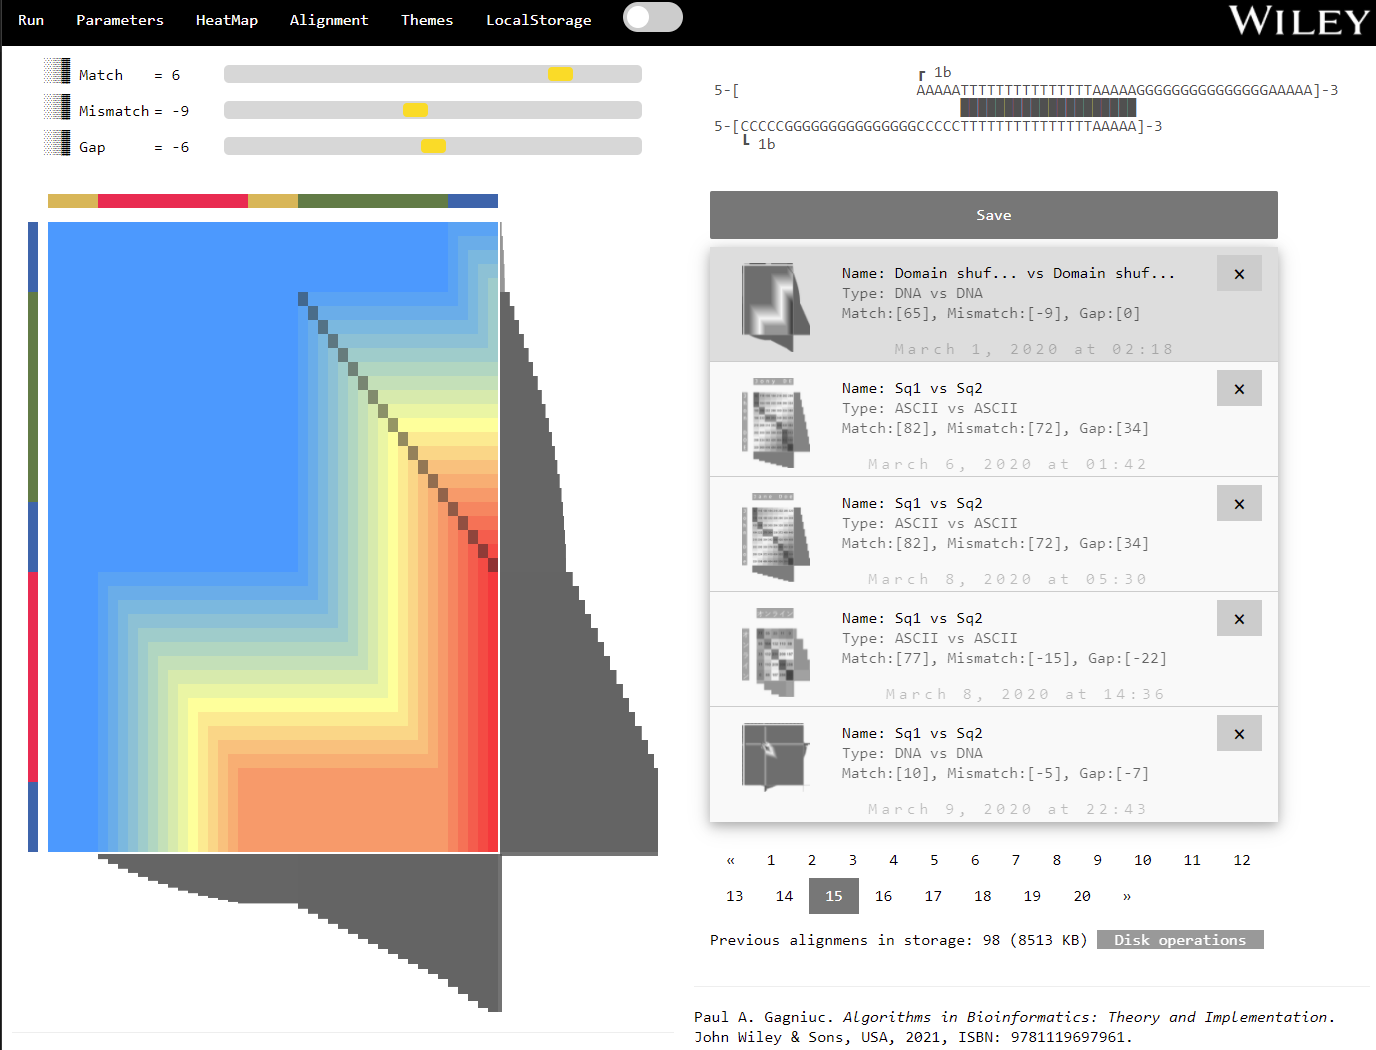 Run Parameters HeatMap Alignment Themes LocalStorage
WILEY
Match = 6
Mismatch = -9
Gap = -6
1b
5-[ AAAAATTTTTTTTTTTTTTTAAAAAGGGGGGGGGGGGGGGAAAAA]-3
5-[CCCCCGGGGGGGGGGGGGGGCCCCCTTTTTTTTTTTTTTTAAAAA]-3
1b
Save
Name: Domain shuf... vs Domain shuf...
×
Type: DNA vs DNA
Match:[65], Mismatch:[-9], Gap:[0]
March 1, 2020 at 02:18
Name: Sq1 vs Sq2
×
Type: ASCII vs ASCII
Match:[82], Mismatch:[72], Gap:[34]
March 6, 2020 at 01:42
Name: Sq1 vs Sq2
×
Type: ASCII vs ASCII
Match:[82], Mismatch:[72], Gap:[34]
March 8, 2020 at 05:30
オンライン
Name: Sq1 vs Sq2
×
Type: ASCII vs ASCII
Match:[77], Mismatch:[-15], Gap:[-22]
March 8, 2020 at 14:36
Name: Sq1 vs Sq2
×
Type: DNA vs DNA
Match:[10], Mismatch:[-5], Gap:[-7]
March 9, 2020 at 22:43
« 1 2 3 4 5 6 7 8 9 10 11 12
13 14 15 16 17 18 19 20 »
Previous alignmens in storage: 98 (8513 KB) Disk operations
Paul A. Gagniuc. Algorithms in Bioinformatics: Theory and Implementation.
John Wiley & Sons, USA, 2021, ISBN: 9781119697961.